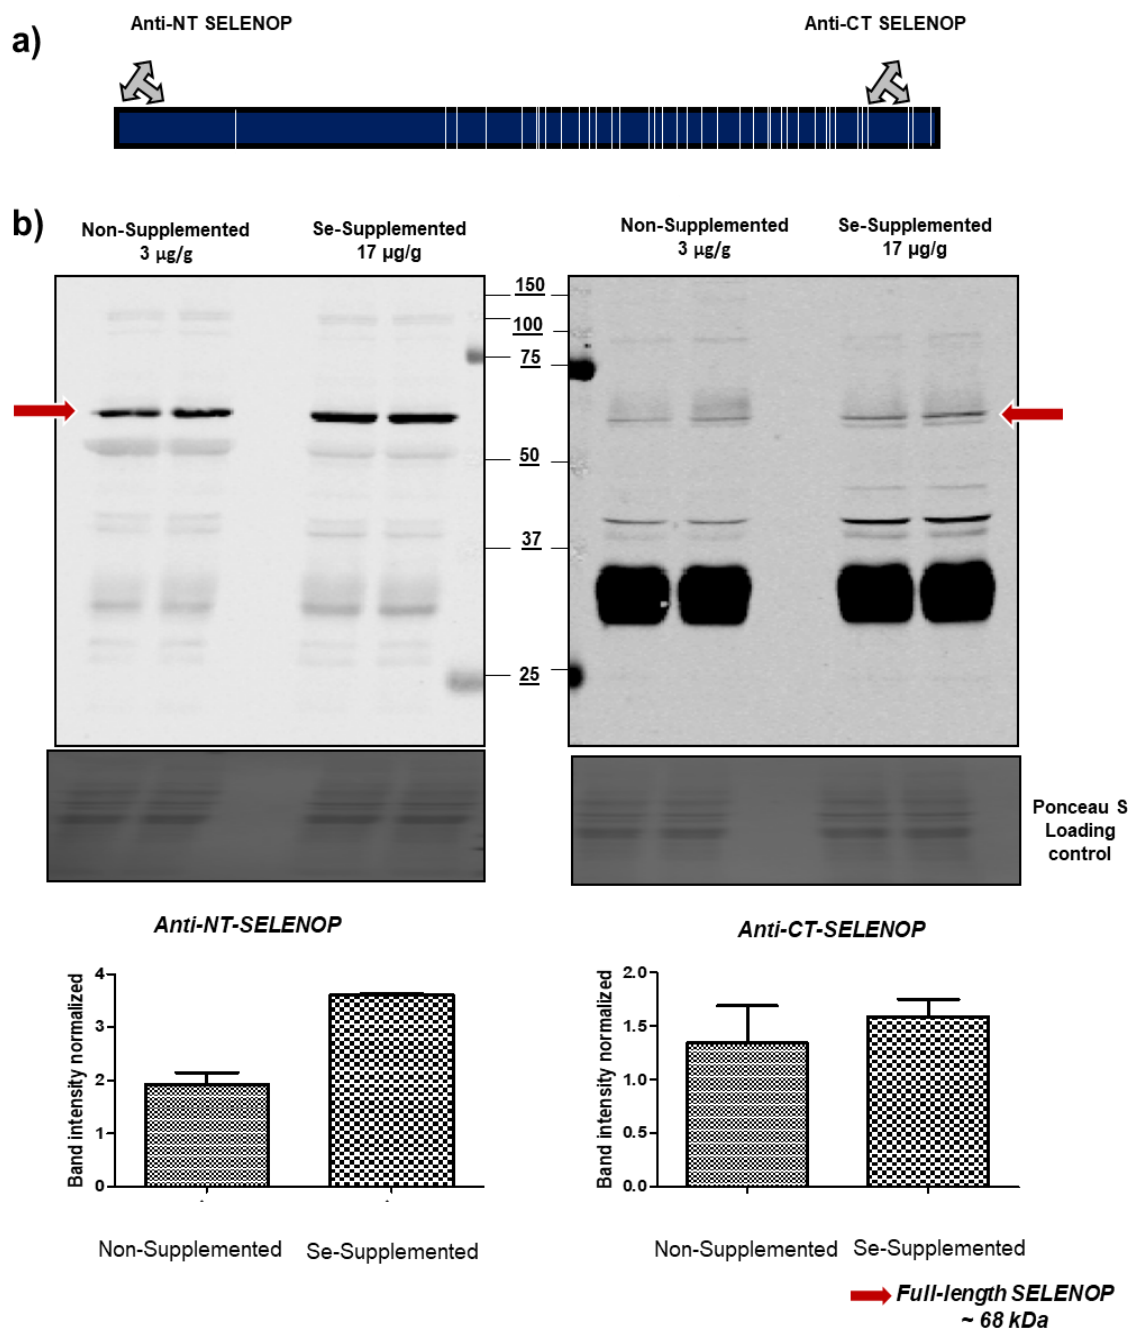 Anti-NT SELENOP
Anti-CT SELENOP
a)
b)
Non-Supplemented
3 µg/g
Se-Supplemented
17 µg/g
Non-Supplemented
3 µg/g
Se-Supplemented
17 µg/g
150
100
75
50
37
25
Ponceau S
Loading
control
Anti-NT-SELENOP
Band intensity normalized
4
3
2
1
0
Non-Supplemented
Se-Supplemented
Anti-CT-SELENOP
Band intensity normalized
2.0
1.5
1.0
0.5
0.0
Non-Supplemented
Se-Supplemented
Full-length SELENOP
~ 68 kDa